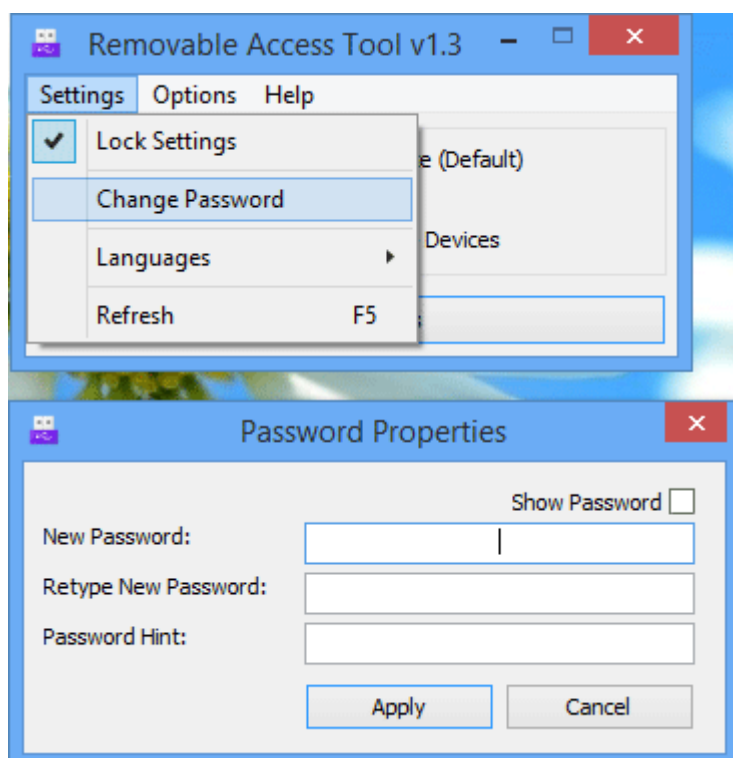 Removable Access Tool v1.3
Settings Options Help
Lock Settings
e (Default)
Change Password
Devices
Languages
Refresh F5
Password Properties
Show Password
New Password:
Retype New Password:
Password Hint:
Apply Cancel